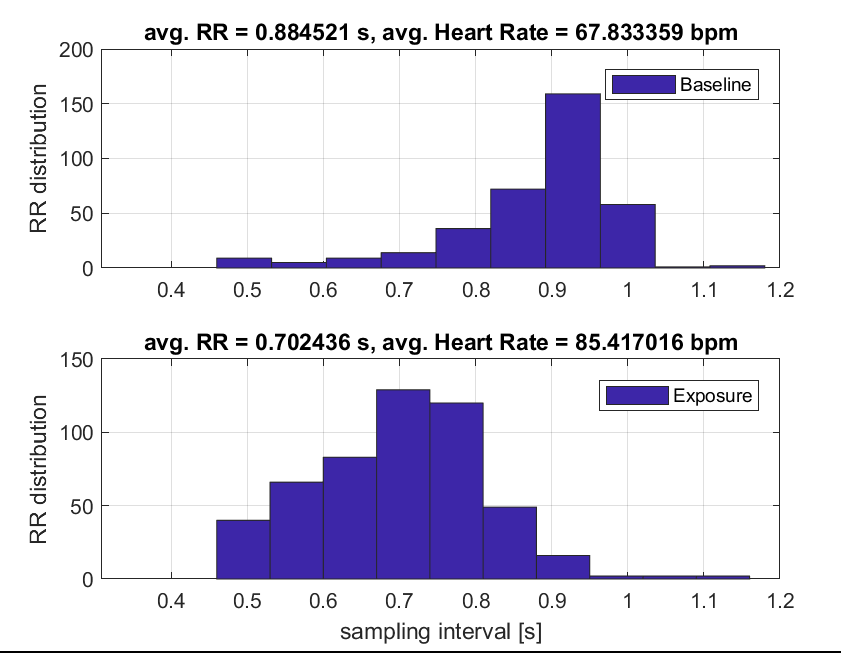 avg. RR = 0.884521 s, avg. Heart Rate = 67.833359 bpm
200
150
100
50
0
RR distribution
Baseline
0.4 0.5 0.6 0.7 0.8 0.9 1 1.1 1.2
avg. RR = 0.702436 s, avg. Heart Rate = 85.417016 bpm
150
100
50
0
RR distribution
Exposure
0.4 0.5 0.6 0.7 0.8 0.9 1 1.1 1.2
sampling interval [s]